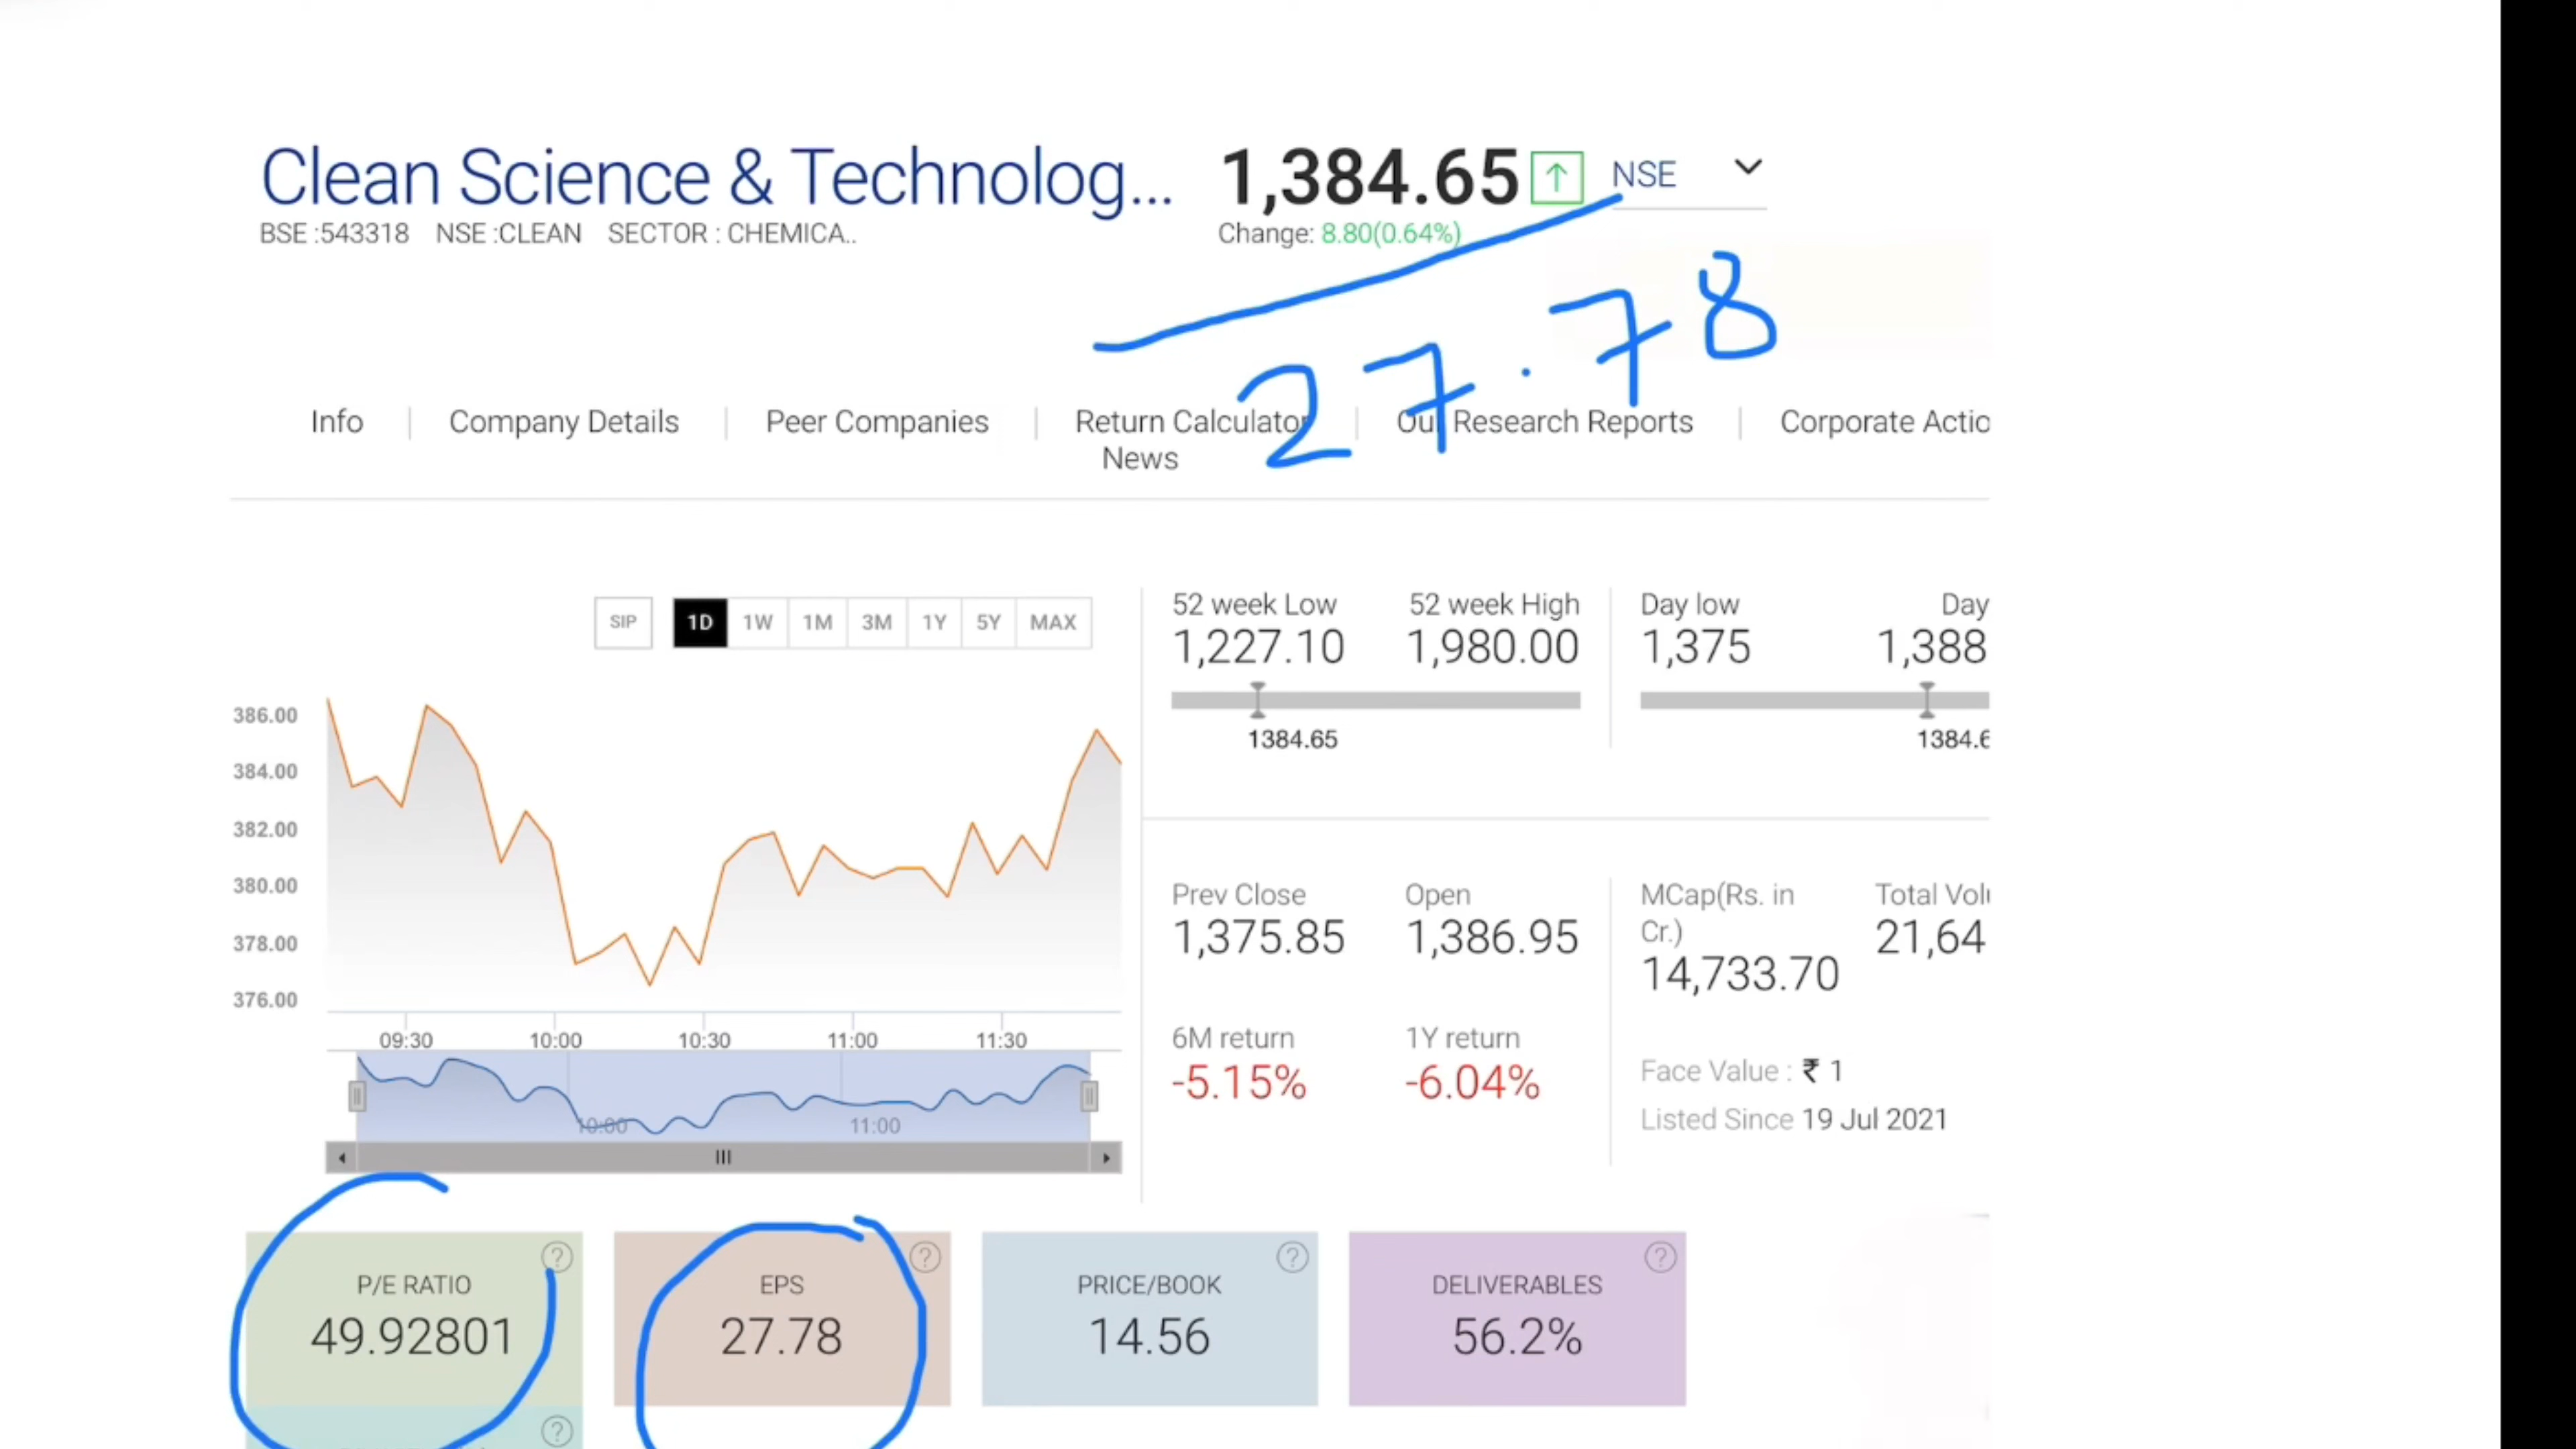 Clean Science & Technolog...
1,384.65 NSE
BSE :543318 NSE :CLEAN SECTOR : CHEMICA..
Change: 8.80(0.64%)
27.78
Info | Company Details | Peer Companies | Return Calculator | Our Research Reports | Corporate Actio
News
SIP 1D 1W 1M 3M 1Y 5Y MAX
386.00
384.00
382.00
380.00
378.00
376.00
09:30 10:00 10:30 11:00 11:30
10:00 11:00
52 week Low 52 week High
1,227.10 1,980.00
1384.65
Day low Day
1,375 1,388
1384.6
Prev Close Open
1,375.85 1,386.95
6M return 1Y return
-5.15% -6.04%
MCap(Rs. in Cr.)
14,733.70
Total Volu
21,64
Face Value : ₹ 1
Listed Since 19 Jul 2021
P/E RATIO
49.92801
EPS
27.78
PRICE/BOOK
14.56
DELIVERABLES
56.2%